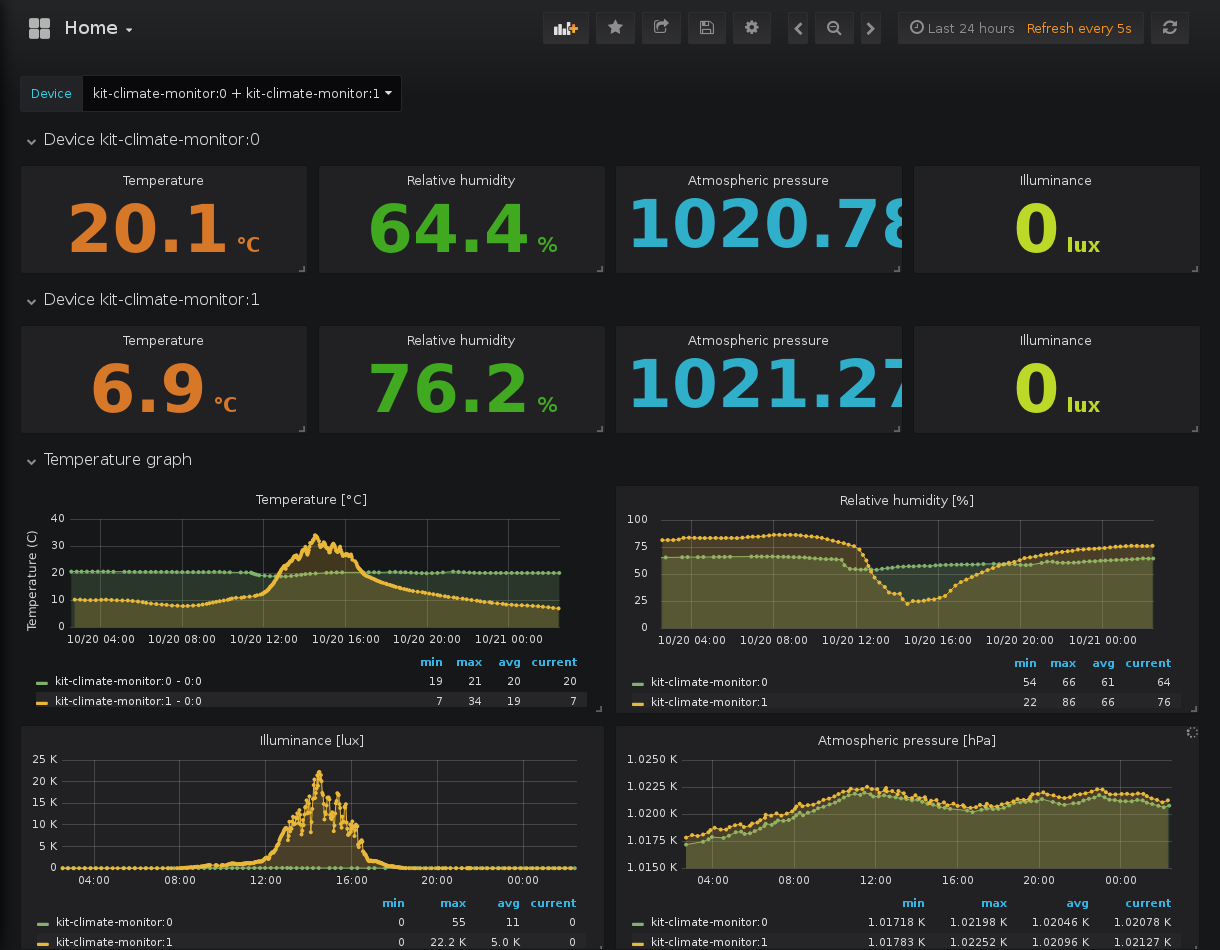 Home
Last 24 hours Refresh every 5s
Device kit-climate-monitor:0 + kit-climate-monitor:1
Device kit-climate-monitor:0
Temperature Relative humidity Atmospheric pressure Illuminance
20.1 °C 64.4 % 1020.78 0 lux
Device kit-climate-monitor:1
Temperature Relative humidity Atmospheric pressure Illuminance
6.9 °C 76.2 % 1021.27 0 lux
Temperature graph
Temperature [°C]
Temperature (C)
40
30
20
10
0
10/20 04:00 10/20 08:00 10/20 12:00 10/20 16:00 10/20 20:00 10/21 00:00
min max avg current
kit-climate-monitor:0 - 0:0 19 21 20 20
kit-climate-monitor:1 - 0:0 7 34 19 7
Relative humidity [%]
100
75
50
25
0
10/20 04:00 10/20 08:00 10/20 12:00 10/20 16:00 10/20 20:00 10/21 00:00
min max avg current
kit-climate-monitor:0 54 66 61 64
kit-climate-monitor:1 22 86 66 76
Illuminance [lux]
25 K
20 K
15 K
10 K
5 K
0
04:00 08:00 12:00 16:00 20:00 00:00
min max avg current
kit-climate-monitor:0 0 55 11 0
kit-climate-monitor:1 0 22.2 K 5.0 K 0
Atmospheric pressure [hPa]
1.0250 K
1.0225 K
1.0200 K
1.0175 K
1.0150 K
04:00 08:00 12:00 16:00 20:00 00:00
min max avg current
kit-climate-monitor:0 1.01718 K 1.02198 K 1.02046 K 1.02078 K
kit-climate-monitor:1 1.01783 K 1.02252 K 1.02096 K 1.02127 K